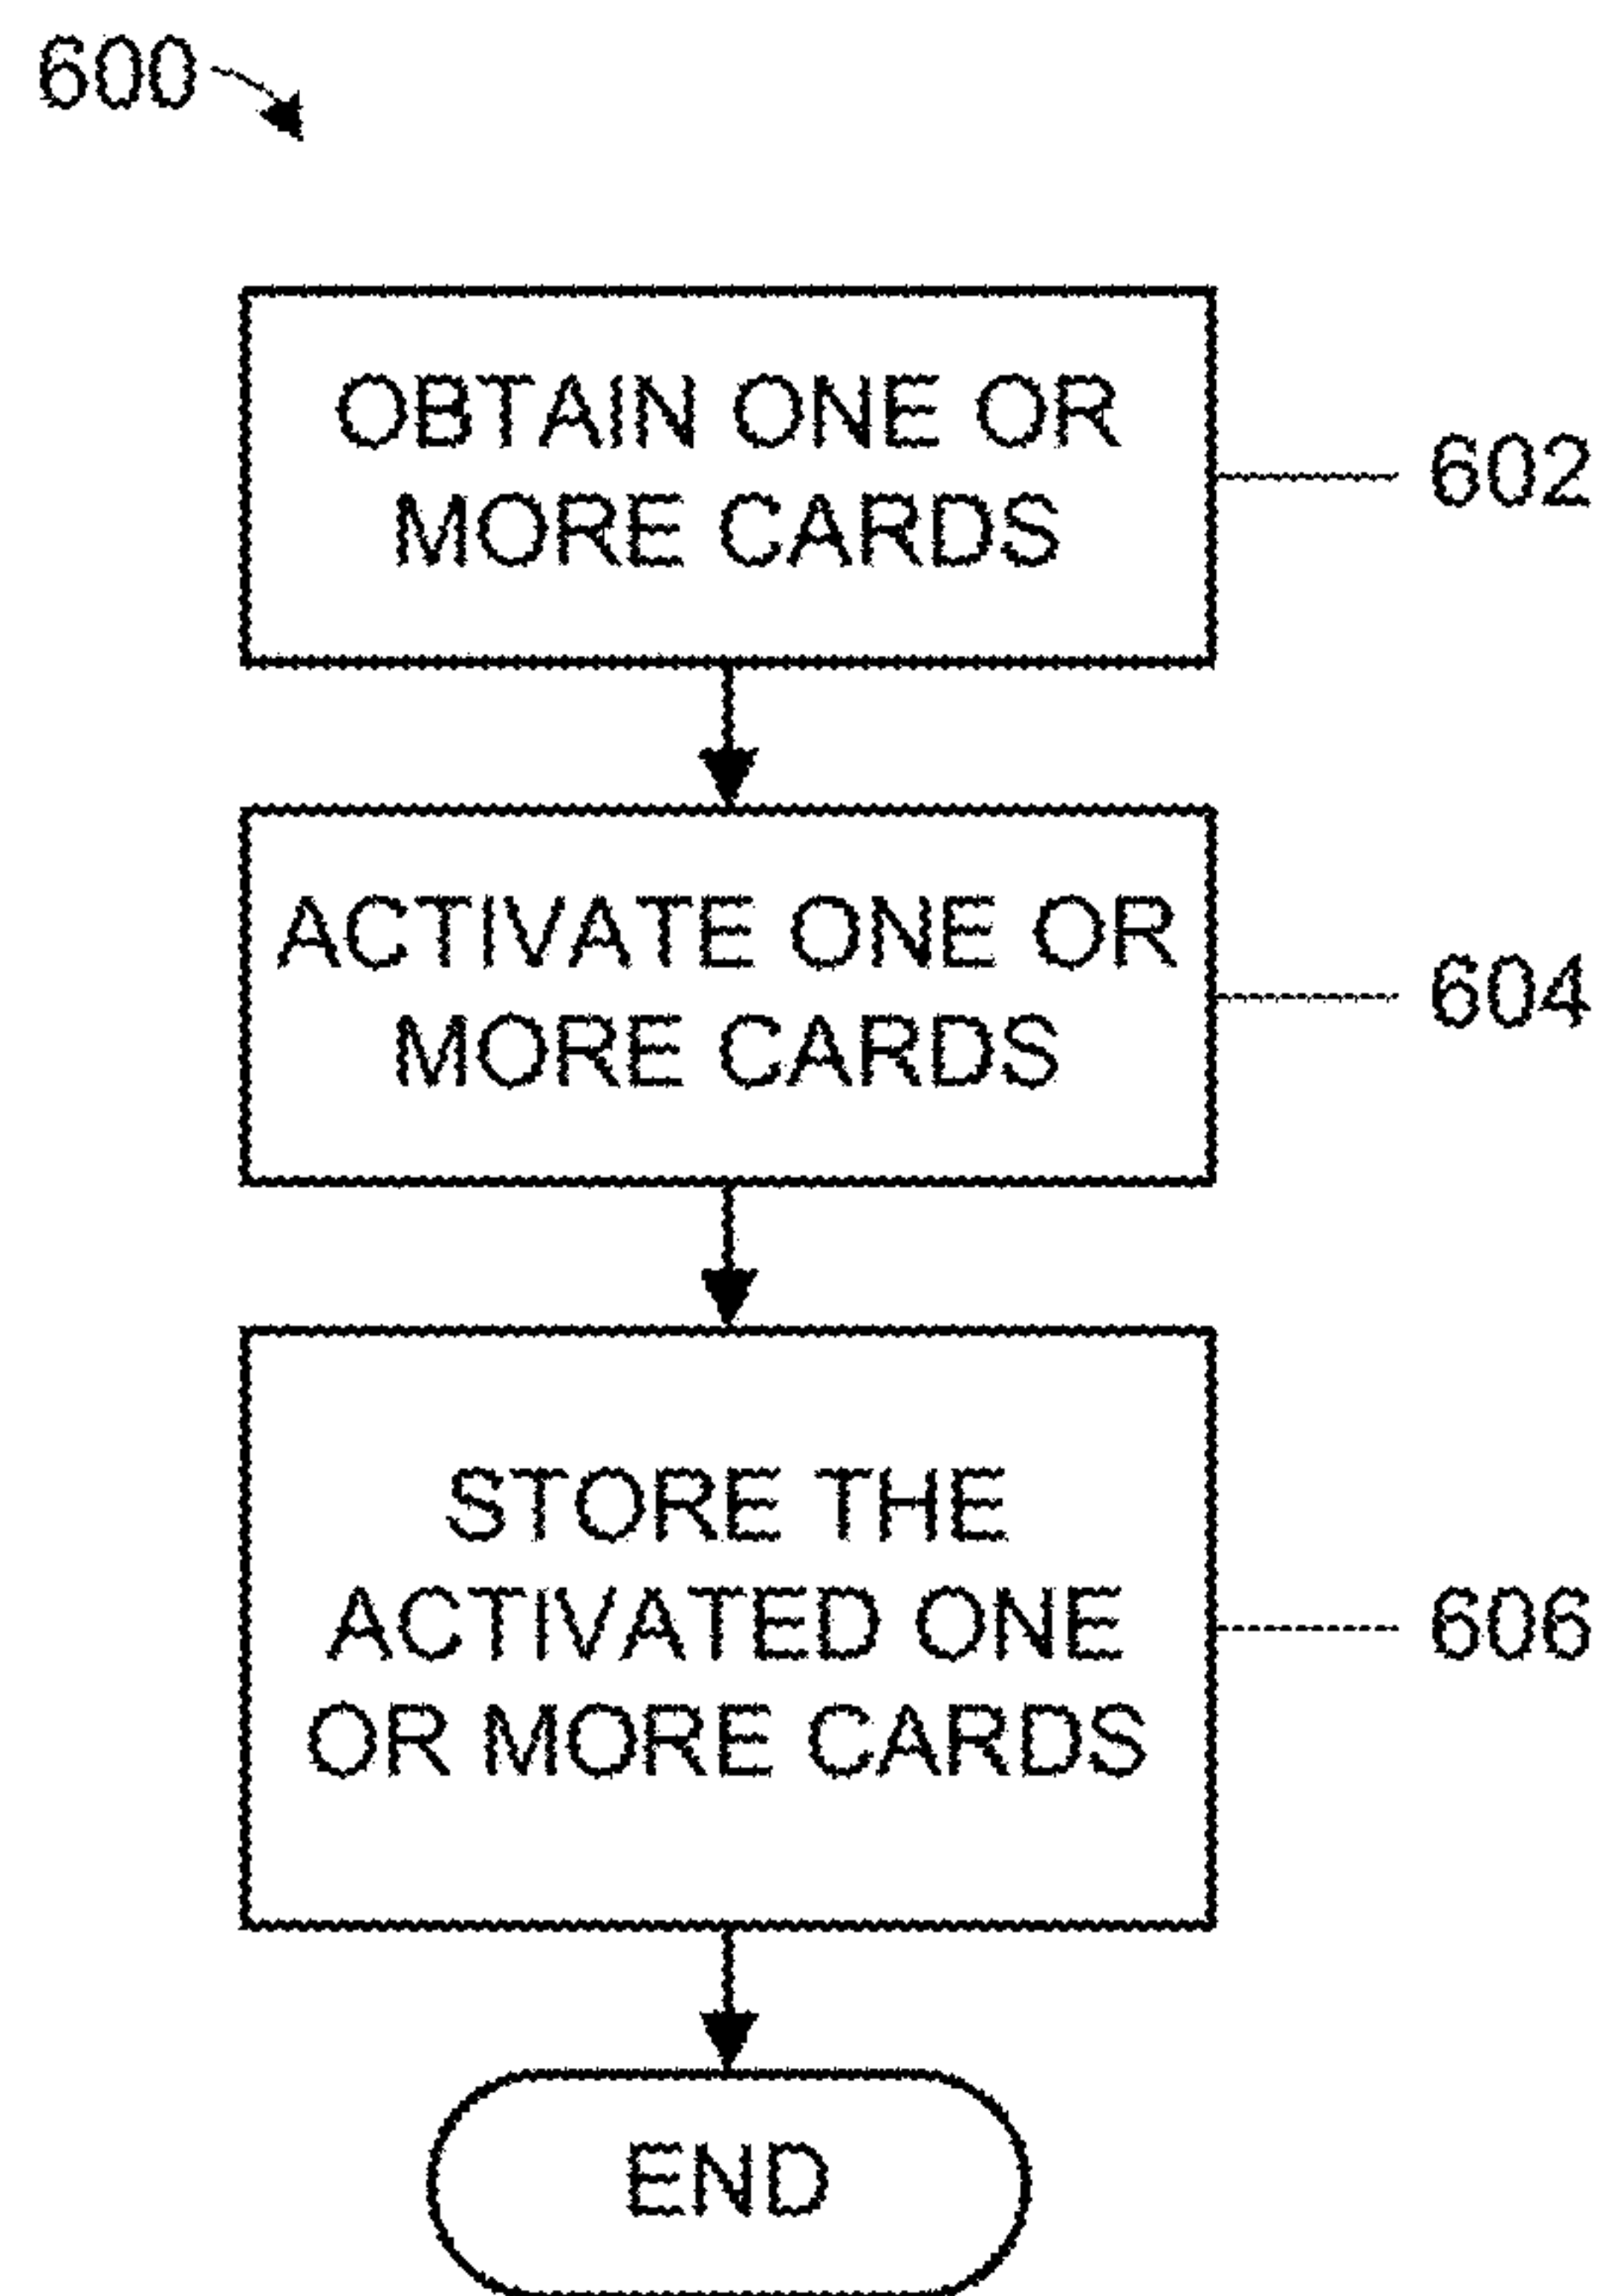 600
OBTAIN ONE OR
MORE CARDS
602
ACTIVATE ONE OR
MORE CARDS
604
STORE THE
ACTIVATED ONE
OR MORE CARDS
606
END